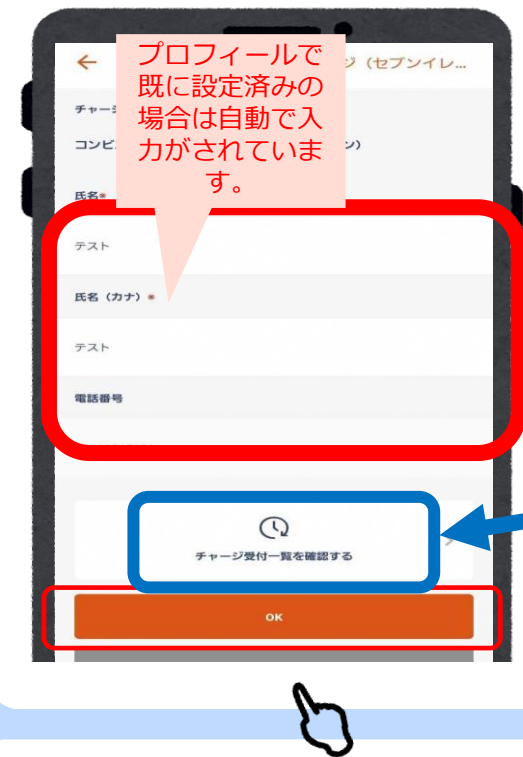 プロフィールで
既に設定済みの
場合は自動で入
力がされていま
す。
ジ（セブンイレ...
チャージ
コンビ
ン）
氏名*
テスト
氏名（カナ）*
テスト
電話番号
チャージ受付一覧を確認する
OK